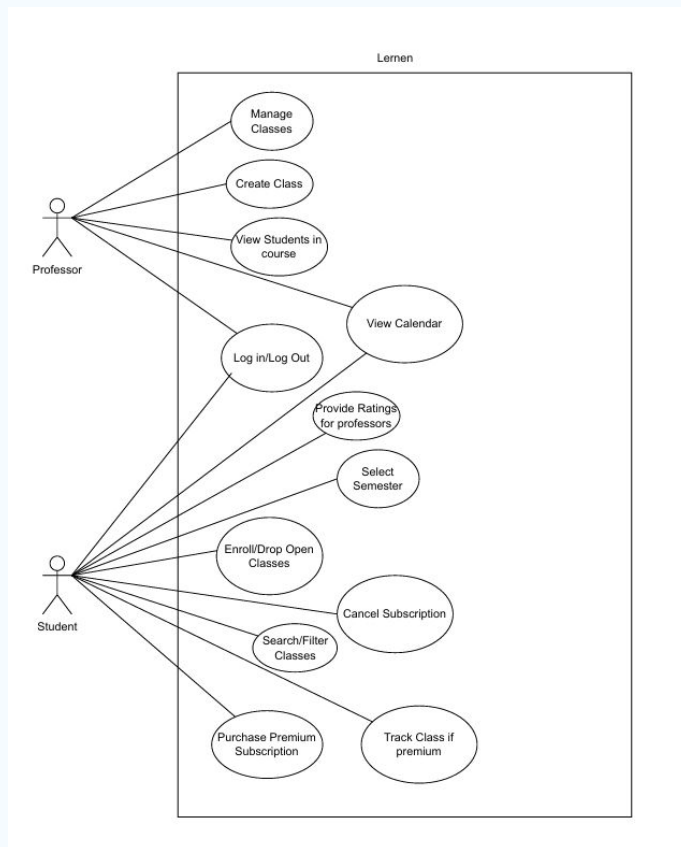 Lernen
Manage
Classes
Create Class
View Students in
course
Professor
View Calendar
Log in/Log Out
Provide Ratings
for professors
Select
Semester
Enroll/Drop Open
Classes
Cancel Subscription
Student
Search/Filter
Classes
Purchase Premium
Subscription
Track Class if
premium